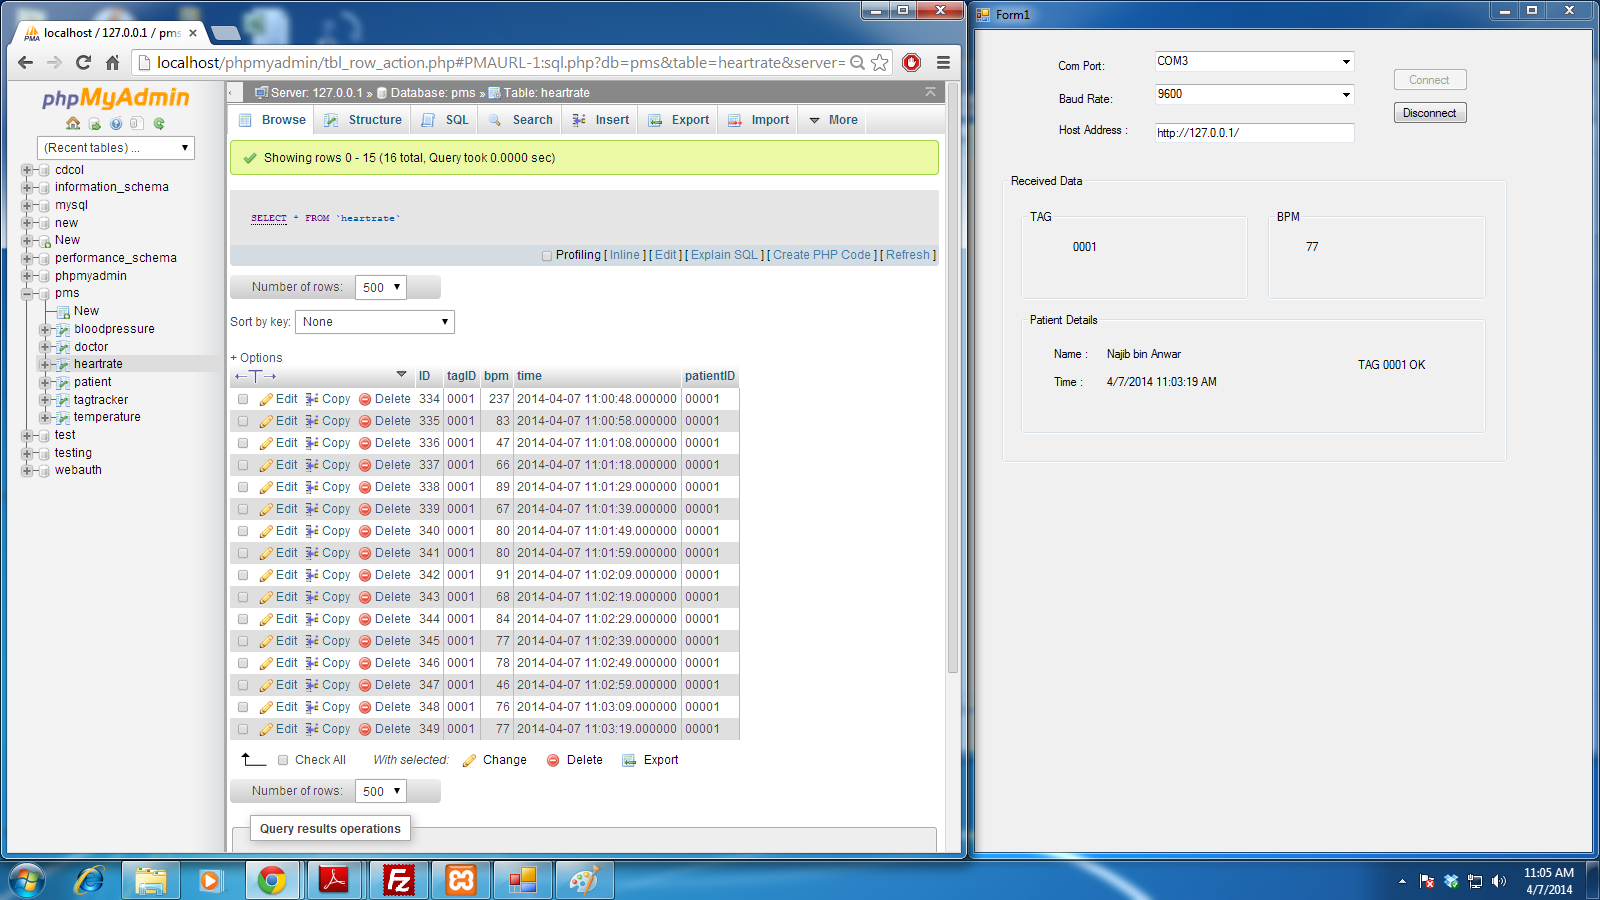 localhost / 127.0.0.1 / pms
localhost/phpmyadmin/tbl_row_action.php#PMAURL-1:sql.php?db=pms&table=heartrate&server=
phpMyAdmin
(Recent tables) ...
cdcol
information_schema
mysql
new
New
performance_schema
phpmyadmin
pms
New
bloodpressure
doctor
heartrate
patient
tagtracker
temperature
test
testing
webauth
Server: 127.0.0.1 » Database: pms » Table: heartrate
Browse Structure SQL Search Insert Export Import More
Showing rows 0 - 15 (16 total, Query took 0.0000 sec)
SELECT * FROM `heartrate`
Profiling [ Inline ] [ Edit ] [ Explain SQL ] [ Create PHP Code ] [ Refresh ]
Number of rows: 500
Sort by key: None
+ Options
ID tagID bpm time patientID
Edit Copy Delete 334 0001 237 2014-04-07 11:00:48.000000 00001
Edit Copy Delete 335 0001 83 2014-04-07 11:00:58.000000 00001
Edit Copy Delete 336 0001 47 2014-04-07 11:01:08.000000 00001
Edit Copy Delete 337 0001 66 2014-04-07 11:01:18.000000 00001
Edit Copy Delete 338 0001 89 2014-04-07 11:01:29.000000 00001
Edit Copy Delete 339 0001 67 2014-04-07 11:01:39.000000 00001
Edit Copy Delete 340 0001 80 2014-04-07 11:01:49.000000 00001
Edit Copy Delete 341 0001 80 2014-04-07 11:01:59.000000 00001
Edit Copy Delete 342 0001 91 2014-04-07 11:02:09.000000 00001
Edit Copy Delete 343 0001 68 2014-04-07 11:02:19.000000 00001
Edit Copy Delete 344 0001 84 2014-04-07 11:02:29.000000 00001
Edit Copy Delete 345 0001 77 2014-04-07 11:02:39.000000 00001
Edit Copy Delete 346 0001 78 2014-04-07 11:02:49.000000 00001
Edit Copy Delete 347 0001 46 2014-04-07 11:02:59.000000 00001
Edit Copy Delete 348 0001 76 2014-04-07 11:03:09.000000 00001
Edit Copy Delete 349 0001 77 2014-04-07 11:03:19.000000 00001
Check All With selected: Change Delete Export
Number of rows: 500
Query results operations
Form1
Com Port: COM3
Connect
Baud Rate: 9600
Disconnect
Host Address : http://127.0.0.1/
Received Data
TAG
0001
BPM
77
Patient Details
Name : Najib bin Anwar
TAG 0001 OK
Time : 4/7/2014 11:03:19 AM
11:05 AM
4/7/2014